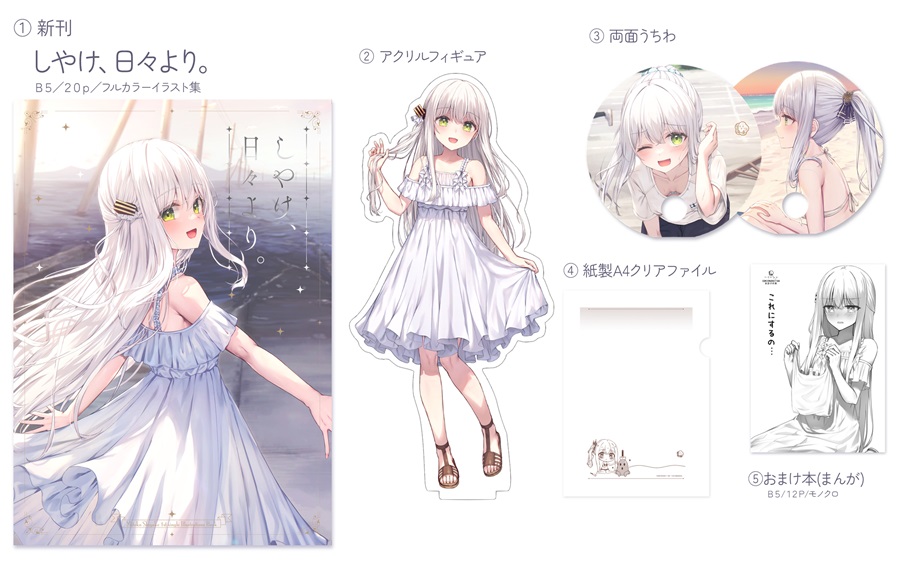 ① 新刊
しやけ、日々より。
B5/20p/フルカラーイラスト集
しやけ、
日々より。
② アクリルフィギュア
③ 両面うちわ
④ 紙製A4クリアファイル
これにするの…
⑤おまけ本(まんが)
B5/12P/モノクロ